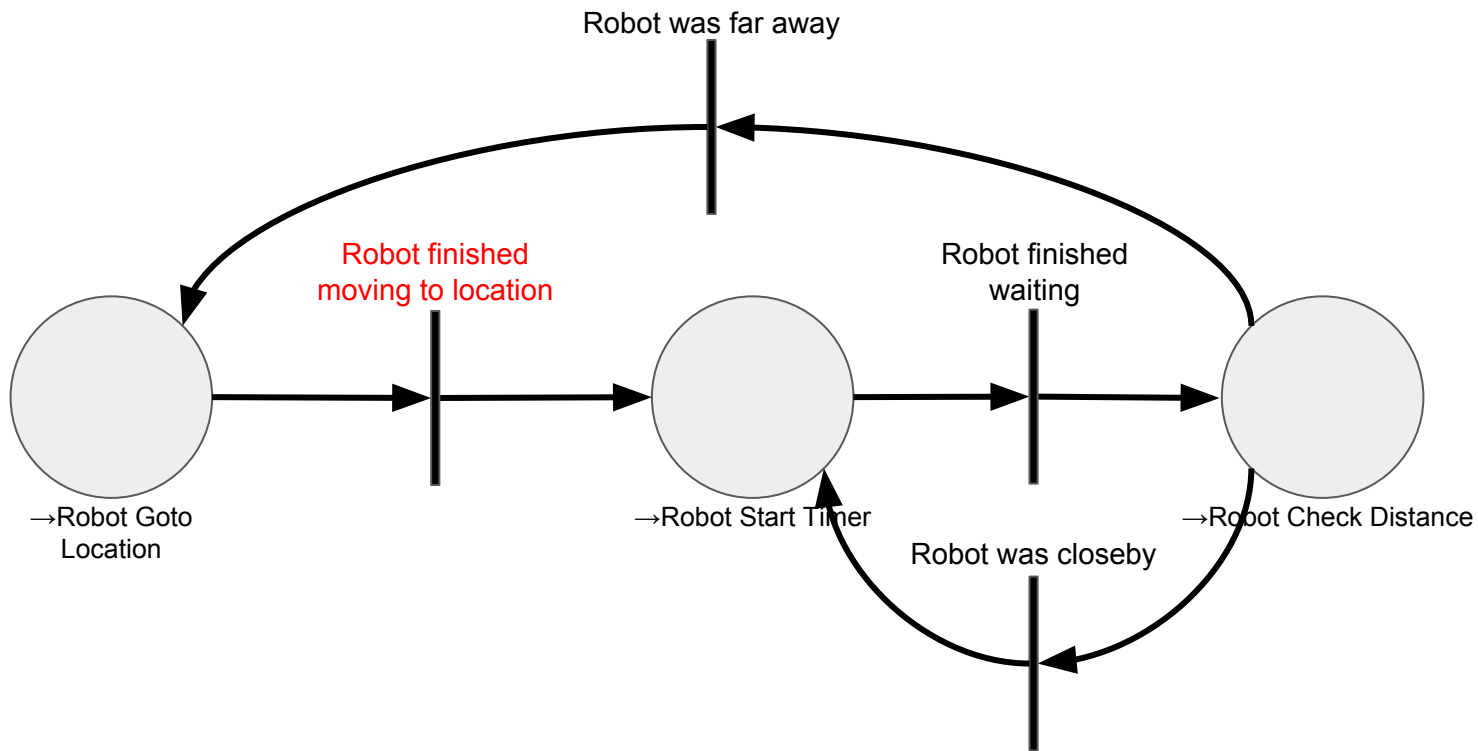 Robot was far away
Robot finished
moving to location
Robot finished
waiting
→Robot Goto
Location
→Robot Start Timer
→Robot Check Distance
Robot was closeby